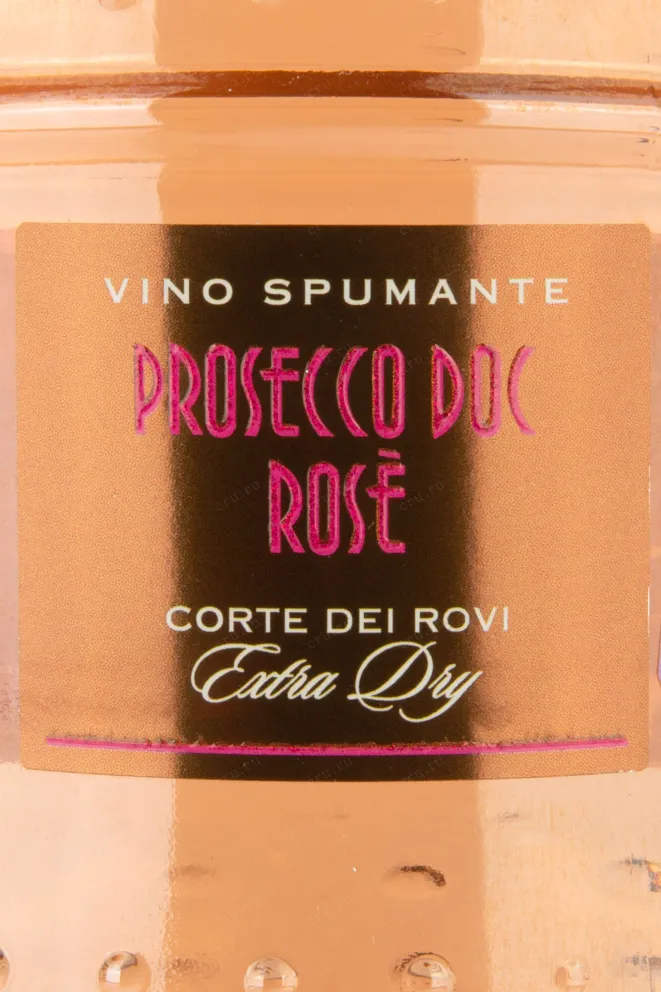 VINO SPUMANTE
PROSECCO DOC
ROSÈ
CORTE DEI ROVI
Extra Dry